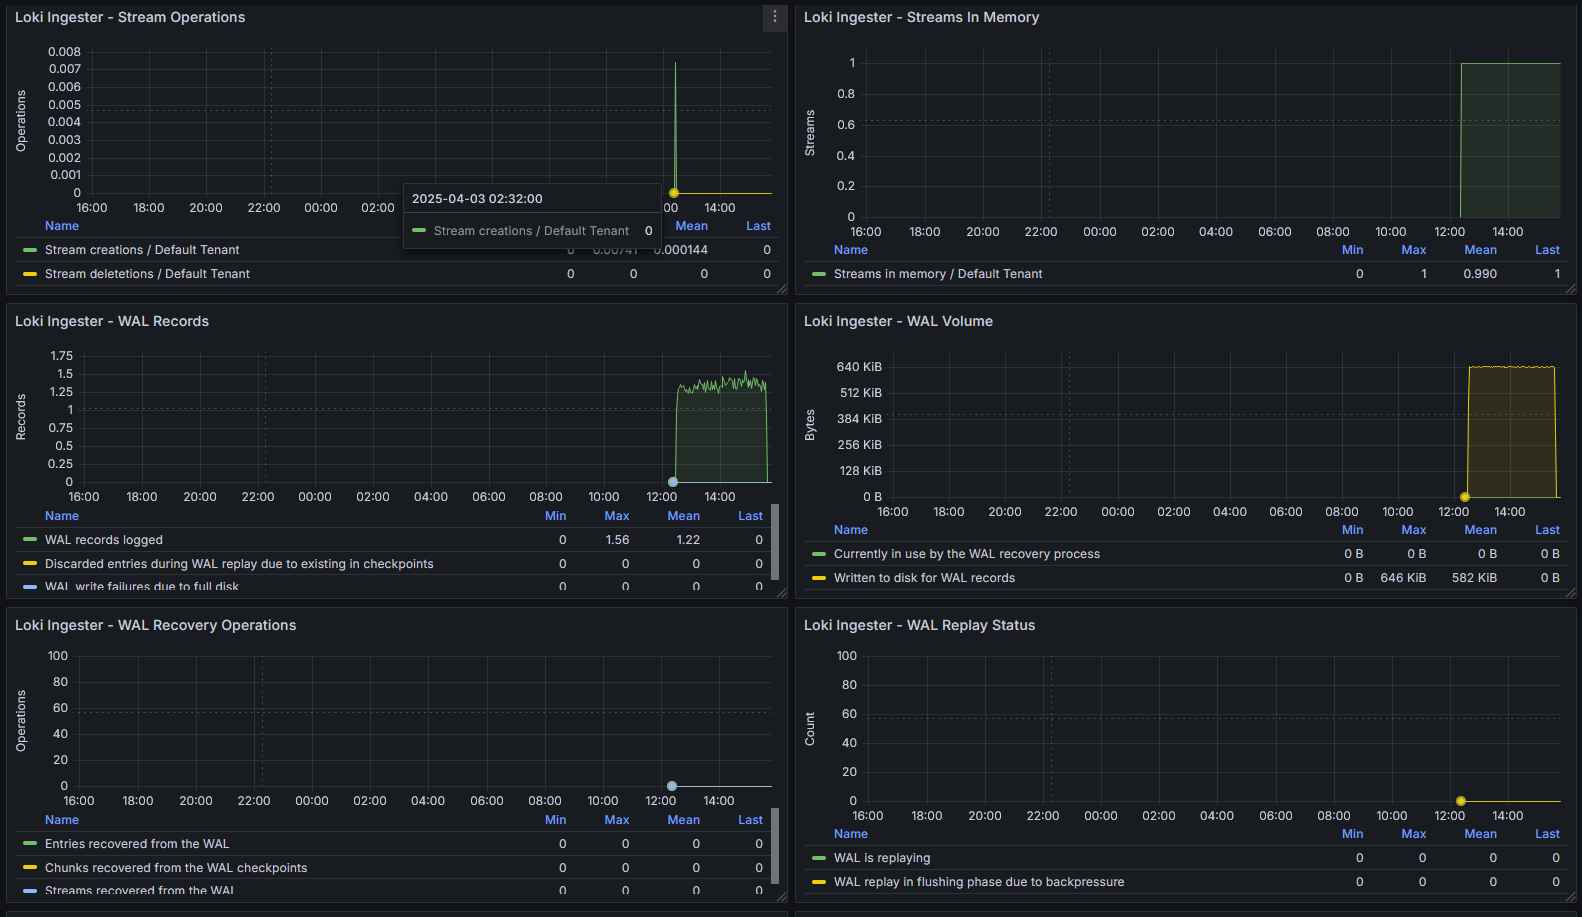 Loki Ingester - Stream Operations
0.008
0.007
0.006
0.005
0.004
0.003
0.002
0.001
0
Operations
16:00 18:00 20:00 22:00 00:00 02:00 00 14:00
2025-04-03 02:32:00
Stream creations / Default Tenant 0
Name Mean Last
Stream creations / Default Tenant 0 0.00741 0.000144 0
Stream deletetions / Default Tenant 0 0 0 0
Loki Ingester - Streams In Memory
1
0.8
0.6
0.4
0.2
0
Streams
16:00 18:00 20:00 22:00 00:00 02:00 04:00 06:00 08:00 10:00 12:00 14:00
Name Min Max Mean Last
Streams in memory / Default Tenant 0 1 0.990 1
Loki Ingester - WAL Records
1.75
1.5
1.25
1
0.75
0.5
0.25
0
Records
16:00 18:00 20:00 22:00 00:00 02:00 04:00 06:00 08:00 10:00 12:00 14:00
Name Min Max Mean Last
WAL records logged 0 1.56 1.22 0
Discarded entries during WAL replay due to existing in checkpoints 0 0 0 0
WAL write failures due to full disk 0 0 0 0
Loki Ingester - WAL Volume
640 KiB
512 KiB
384 KiB
256 KiB
128 KiB
0 B
Bytes
16:00 18:00 20:00 22:00 00:00 02:00 04:00 06:00 08:00 10:00 12:00 14:00
Name Min Max Mean Last
Currently in use by the WAL recovery process 0 B 0 B 0 B 0 B
Written to disk for WAL records 0 B 646 KiB 582 KiB 0 B
Loki Ingester - WAL Recovery Operations
100
80
60
40
20
0
Operations
16:00 18:00 20:00 22:00 00:00 02:00 04:00 06:00 08:00 10:00 12:00 14:00
Name Min Max Mean Last
Entries recovered from the WAL 0 0 0 0
Chunks recovered from the WAL checkpoints 0 0 0 0
Streams recovered from the WAL 0 0 0 0
Loki Ingester - WAL Replay Status
100
80
60
40
20
0
Count
16:00 18:00 20:00 22:00 00:00 02:00 04:00 06:00 08:00 10:00 12:00 14:00
Name Min Max Mean Last
WAL is replaying 0 0 0 0
WAL replay in flushing phase due to backpressure 0 0 0 0